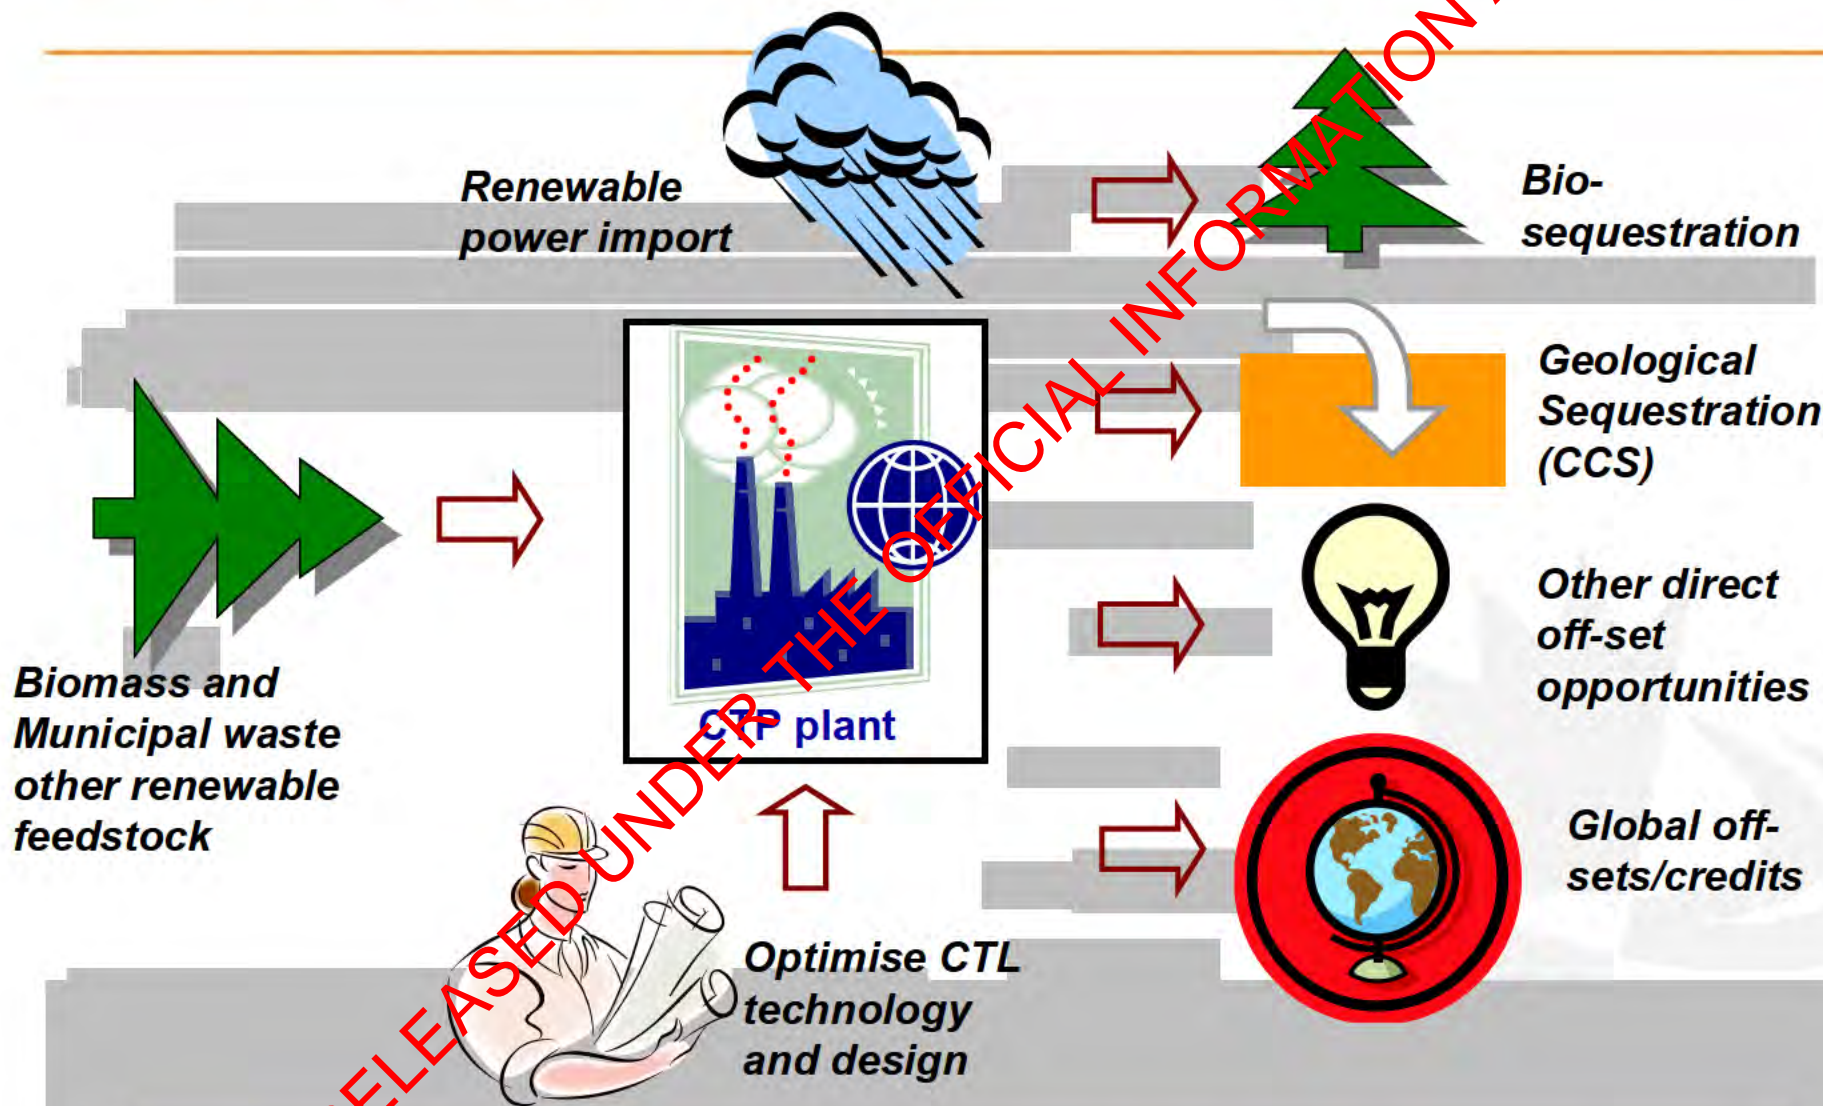 Renewable
power import
Bio-
sequestration
Geological
Sequestration
(CCS)
Biomass and
Municipal waste
other renewable
feedstock
CTP plant
Other direct
off-set
opportunities
Global off-
sets/credits
Optimise CTL
technology
and design
RELEASED UNDER THE OFFICIAL INFORMATION